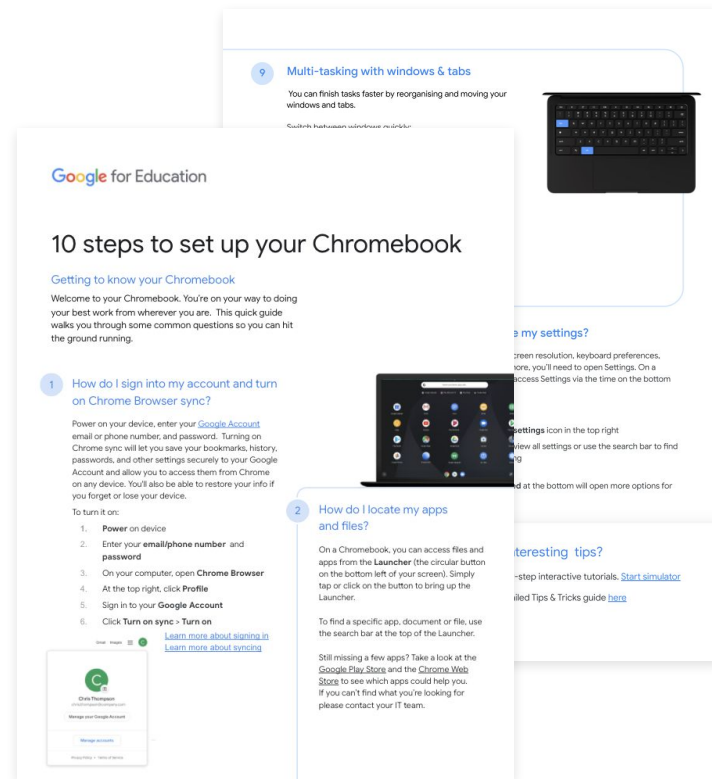 9
Multi-tasking with windows & tabs
You can finish tasks faster by reorganising and moving your
windows and tabs.
Switch between windows quickly:
Google for Education
10 steps to set up your Chromebook
Getting to know your Chromebook
Welcome to your Chromebook. You're on your way to doing
your best work from wherever you are. This quick guide
walks you through some common questions so you can hit
the ground running.
1
How do I sign into my account and turn
on Chrome Browser sync?
Power on your device, enter your Google Account
email or phone number, and password. Turning on
Chrome sync will let you save your bookmarks, history,
passwords, and other settings securely to your Google
Account and allow you to access them from Chrome
on any device. You'll also be able to restore your info if
you forget or lose your device.
To turn it on:
1. Power on device
2. Enter your email/phone number and
password
3. On your computer, open Chrome Browser
4. At the top right, click Profile
5. Sign in to your Google Account
6. Click Turn on sync > Turn on
Learn more about signing in
Learn more about syncing
Gmail Images
C
C
Chris Thompson
Manage your Google Account
Manage accounts
Privacy Policy • Terms of Service
2
How do I locate my apps
and files?
On a Chromebook, you can access files and
apps from the Launcher (the circular button
on the bottom left of your screen). Simply
tap or click on the button to bring up the
Launcher.
To find a specific app, document or file, use
the search bar at the top of the Launcher.
Still missing a few apps? Take a look at the
Google Play Store and the Chrome Web
Store to see which apps could help you.
If you can't find what you're looking for
please contact your IT team.
e my settings?
creen resolution, keyboard preferences,
nore, you'll need to open Settings. On a
access Settings via the time on the bottom
ettings icon in the top right
view all settings or use the search bar to find
ng
nd at the bottom will open more options for
teresting tips?
-step interactive tutorials. Start simulator
iled Tips & Tricks guide here